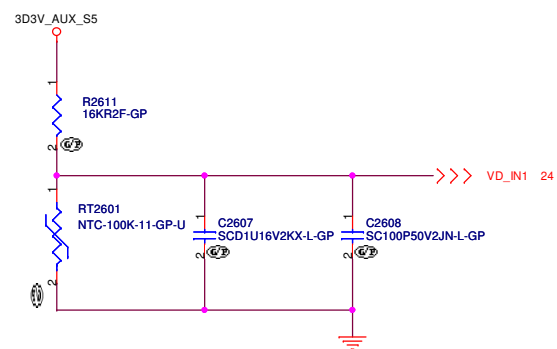 3D3V_AUX_S5
1
R2611
16KR2F-GP
2
G/P
VD_IN1 24
1
RT2601
NTC-100K-11-GP-U
2
1
C2607
SCD1U16V2KX-L-GP
2
G/P
1
C2608
SC100P50V2JN-L-GP
2
G/P